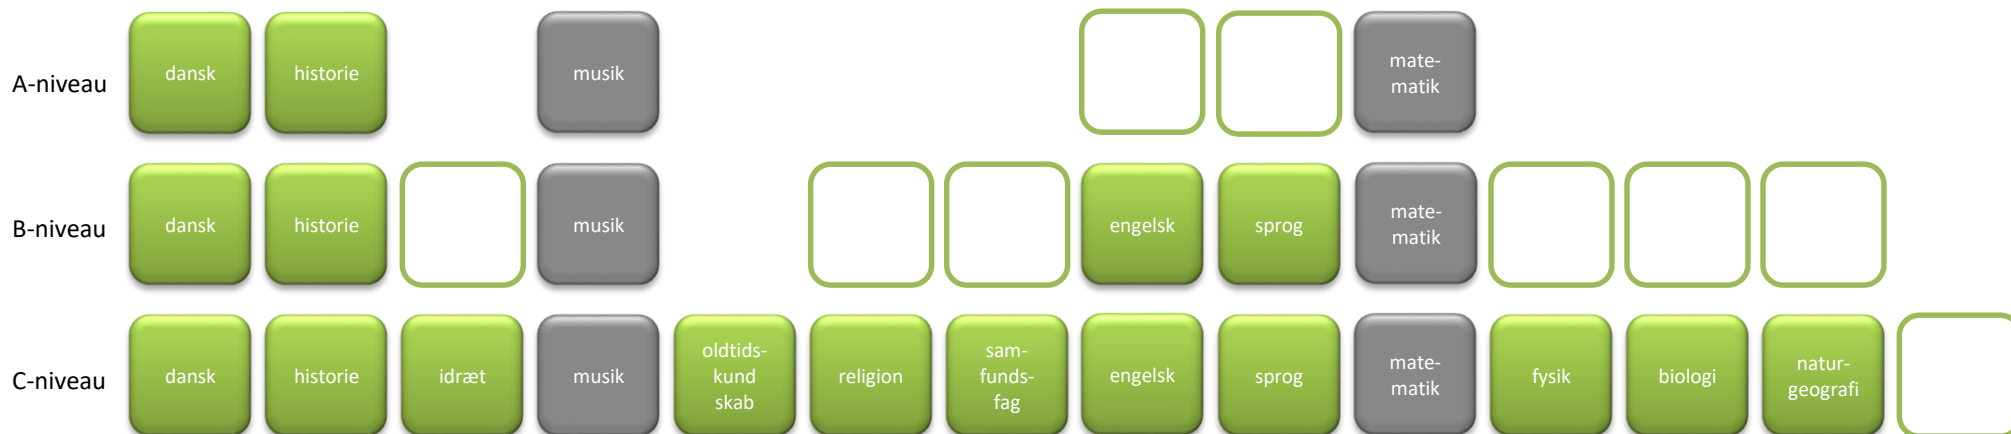 A-niveau
dansk
historie
musik
mate-
matik
B-niveau
dansk
historie
musik
engelsk
sprog
mate-
matik
C-niveau
dansk
historie
idræt
musik
oldtids-
kund
skab
religion
sam-
funds-
fag
engelsk
sprog
mate-
matik
fysik
biologi
natur-
geografi